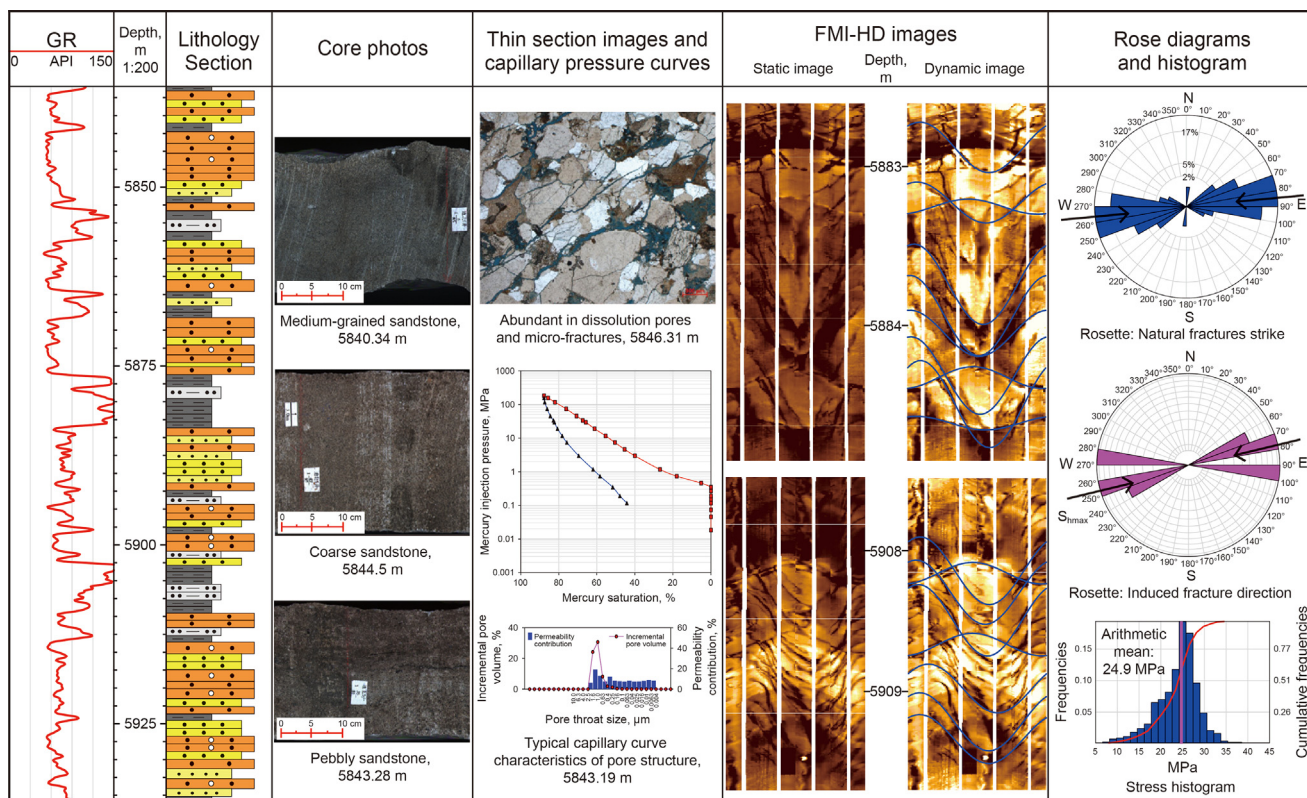 GR
0 API 150
Depth,
m
1:200
Lithology
Section
Core photos
Thin section images and
capillary pressure curves
FMI-HD images
Static image
Depth,
m
Dynamic image
Rose diagrams
and histogram
5850
5875
5900
5925
0 5 10 cm
Medium-grained sandstone,
5840.34 m
0 5 10 cm
Coarse sandstone,
5844.5 m
0 5 10 cm
Pebbly sandstone,
5843.28 m
Abundant in dissolution pores
and micro-fractures, 5846.31 m
Mercury injection pressure, MPa
1000
100
10
1
0.1
0.01
0.001
100 80 60 40 20 0
Mercury saturation, %
Incremental pore
volume, %
40
20
0
Permeability
contribution
Incremental
pore volume
60
40
20
0
Permeability
contribution, %
Pore throat size, μm
Typical capillary curve
characteristics of pore structure,
5843.19 m
5883
5884
5908
5909
N
350° 0° 10°
340° 20°
330° 30°
320° 40°
310° 50°
300° 60°
290° 70°
280° 80°
W 270° 90° E
260° 100°
250° 110°
240° 120°
230° 130°
220° 140°
210° 150°
200° 160°
190° 180° 170°
S
17%
5%
2%
Rosette: Natural fractures strike
N
350° 0° 10°
340° 20°
330° 30°
320° 40°
310° 50°
300° 60°
290° 70°
280° 80°
W 270° 90° E
260° 100°
250° 110°
240° 120°
230° 130°
220° 140°
210° 150°
200° 160°
190° 180° 170°
S
Shmax
Rosette: Induced fracture direction
Arithmetic
mean:
24.9 MPa
Frequencies
0.15
0.10
0.05
Cumulative frequencies
0.77
0.51
0.26
5 10 15 20 25 30 35 40 45
MPa
Stress histogram